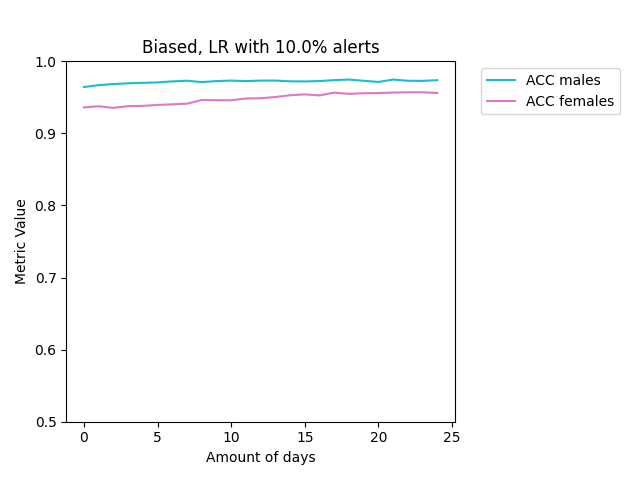 Biased, LR with 10.0% alerts
1.0
0.9
0.8
0.7
0.6
0.5
Metric Value
0
5
10
15
20
25
Amount of days
ACC males
ACC females